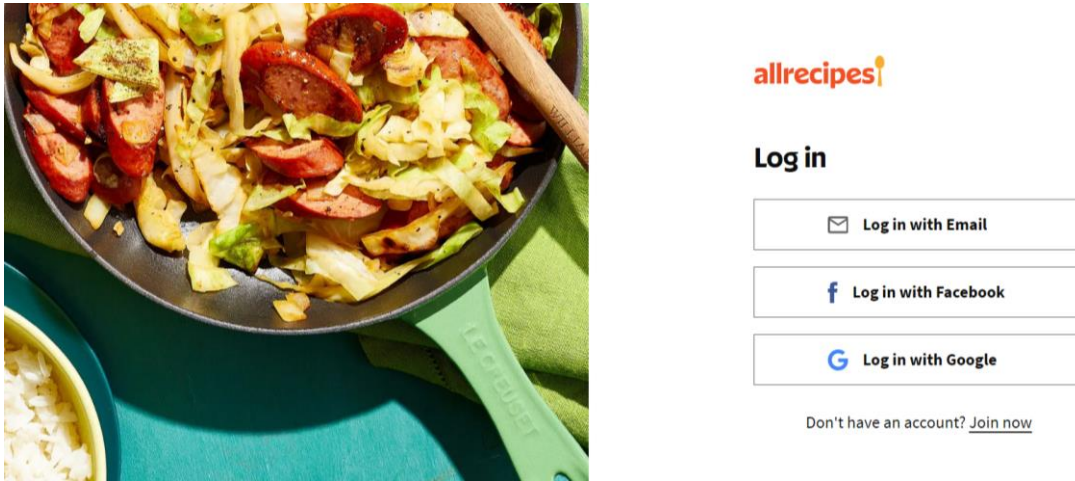 allrecipes
Log in
Log in with Email
Log in with Facebook
Log in with Google
Don't have an account? Join now
LE CREUSET